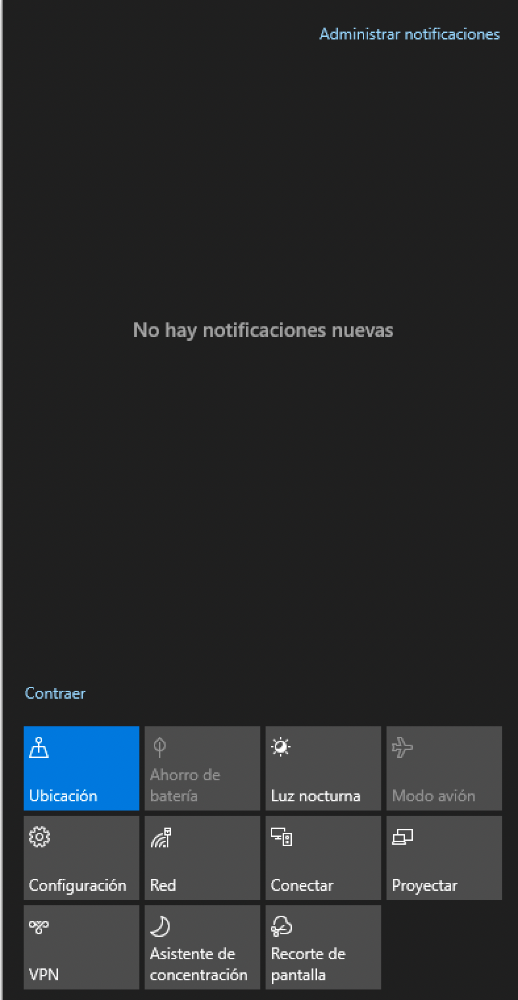 Administrar notificaciones
No hay notificaciones nuevas
Contraer
Ubicación
Ahorro de
batería
Luz nocturna
Modo avión
Configuración
Red
Conectar
Proyectar
VPN
Asistente de
concentración
Recorte de
pantalla